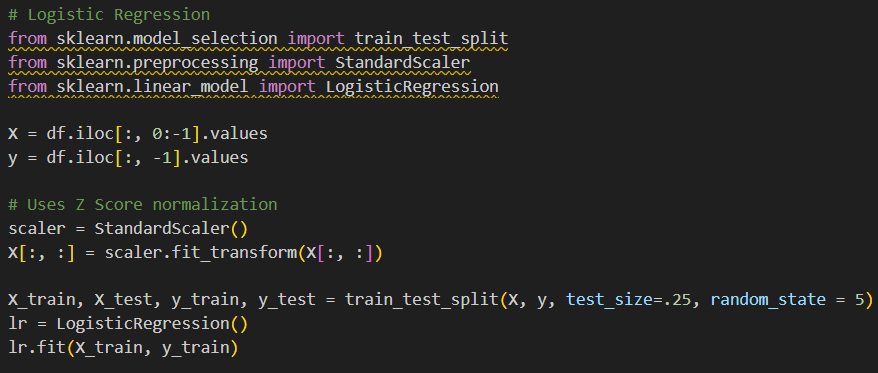 # Logistic Regression
from sklearn.model_selection import train_test_split
from sklearn.preprocessing import StandardScaler
from sklearn.linear_model import LogisticRegression
X = df.iloc[:, 0:-1].values
y = df.iloc[:, -1].values
# Uses Z Score normalization
scaler = StandardScaler()
X[:, :] = scaler.fit_transform(X[:, :])
X_train, X_test, y_train, y_test = train_test_split(X, y, test_size=.25, random_state = 5)
lr = LogisticRegression()
lr.fit(X_train, y_train)